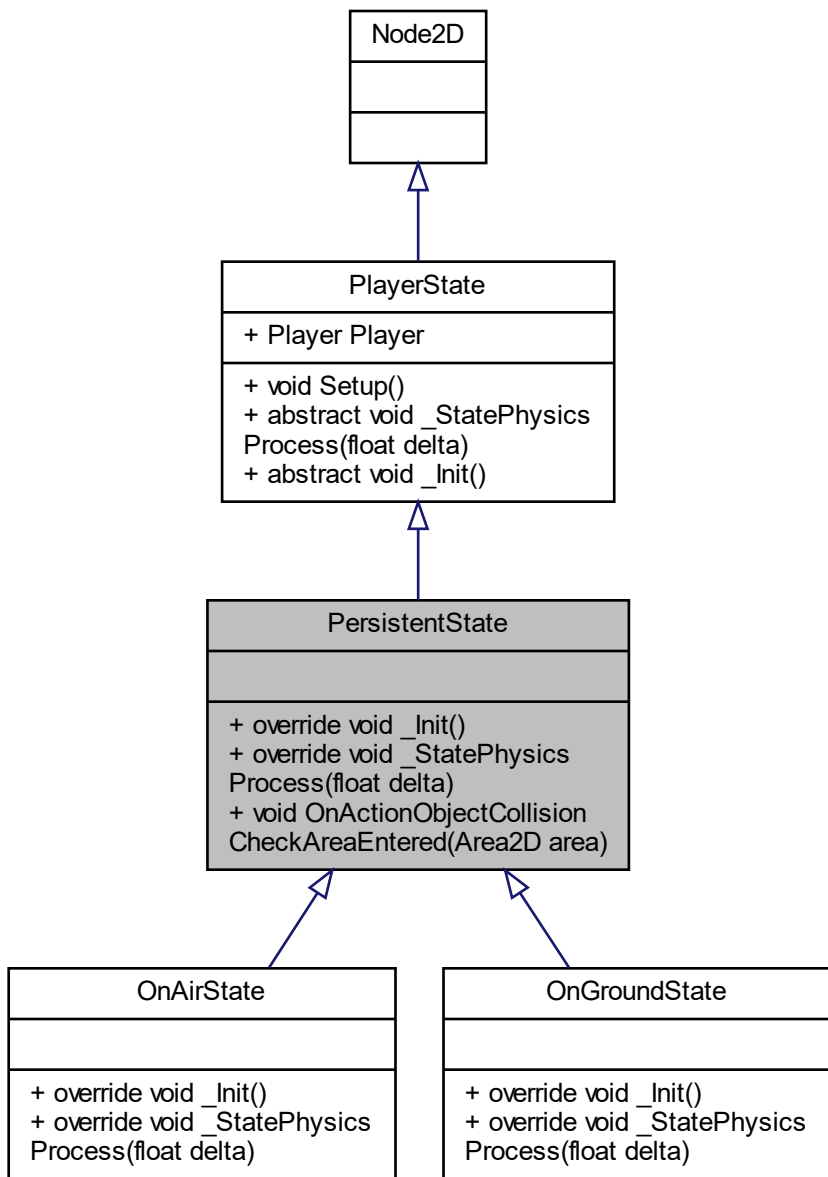 Node2D
PlayerState
+ Player Player
+ void Setup()
+ abstract void _StatePhysics
Process(float delta)
+ abstract void _Init()
PersistentState
+ override void _Init()
+ override void _StatePhysics
Process(float delta)
+ void OnActionObjectCollision
CheckAreaEntered(Area2D area)
OnAirState
+ override void _Init()
+ override void _StatePhysics
Process(float delta)
OnGroundState
+ override void _Init()
+ override void _StatePhysics
Process(float delta)